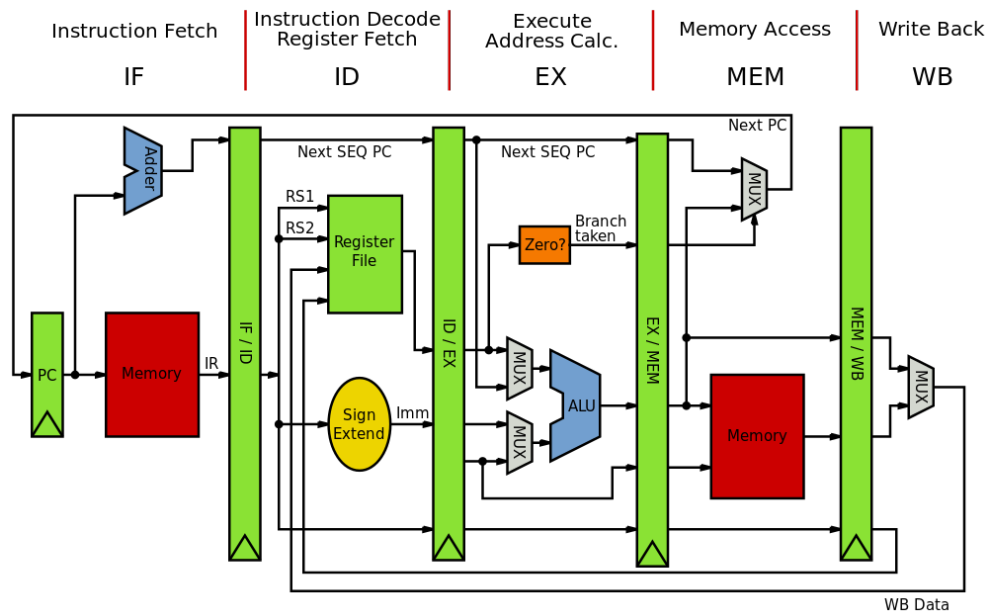 Instruction Fetch
IF
Instruction Decode
Register Fetch
ID
Execute
Address Calc.
EX
Memory Access
MEM
Write Back
WB
Next PC
Adder
Next SEQ PC
Next SEQ PC
MUX
RS1
RS2
Register
File
Branch
taken
Zero?
IF / ID
ID / EX
EX / MEM
MEM / WB
PC
Memory
IR
MUX
ALU
MUX
Sign
Extend
Imm
MUX
Memory
MUX
WB Data